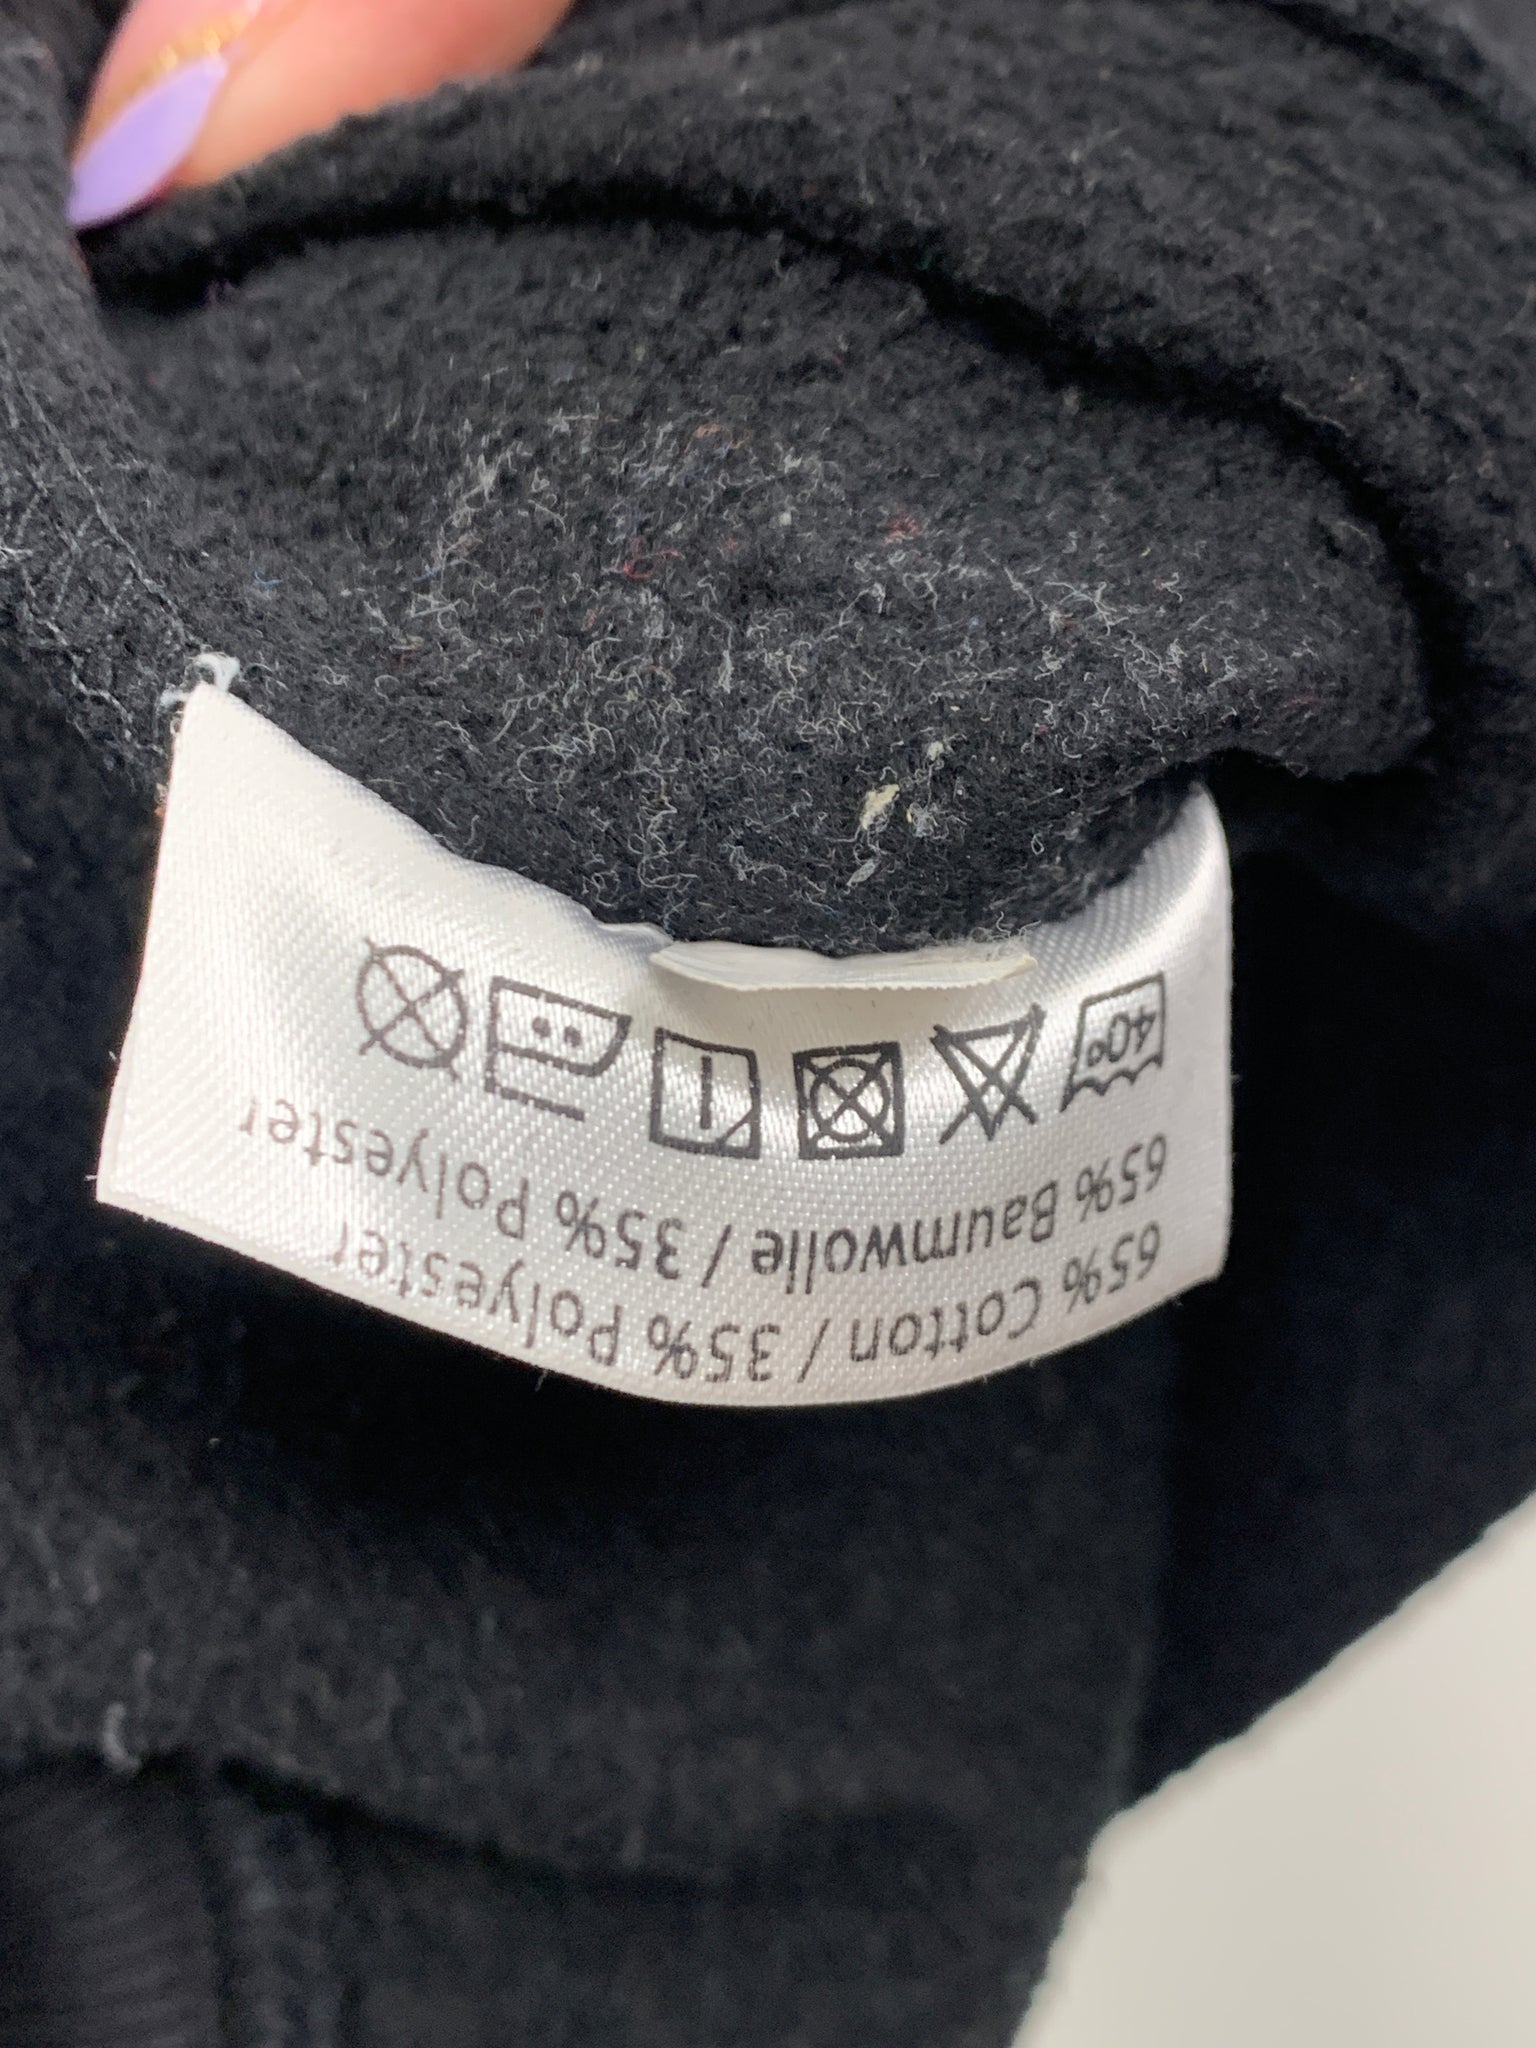 65% Cotton / 35% Polyester
65% Baumwolle / 35% Polyester
40°